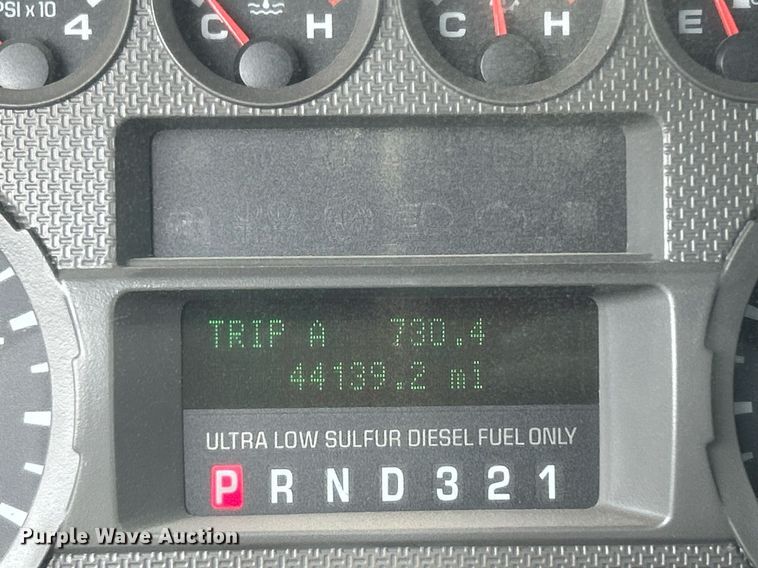 PSI x 10
4
C H
C H
E
TRIP A 730.4
44139.2 mi
ULTRA LOW SULFUR DIESEL FUEL ONLY
P R N D 3 2 1
Purple Wave Auction